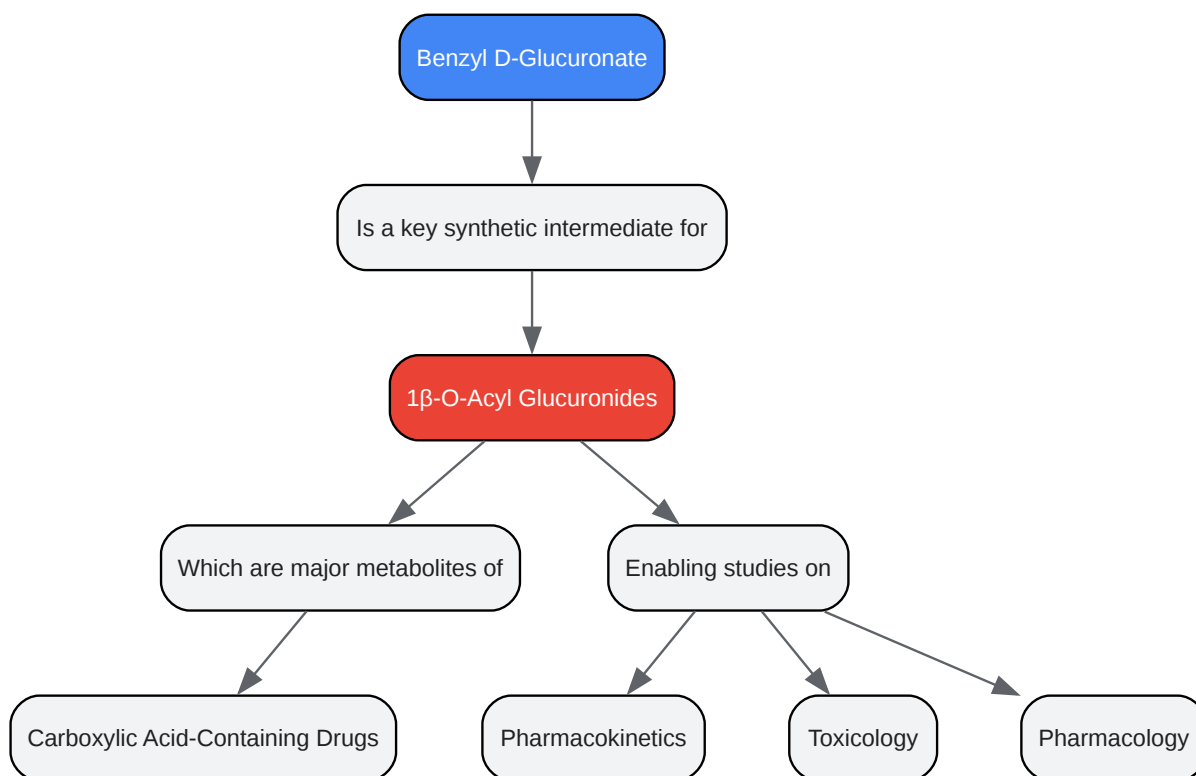 Benzyl D-Glucuronate
Is a key synthetic intermediate for
1β-O-Acyl Glucuronides
Which are major metabolites of
Enabling studies on
Carboxylic Acid-Containing Drugs
Pharmacokinetics
Toxicology
Pharmacology